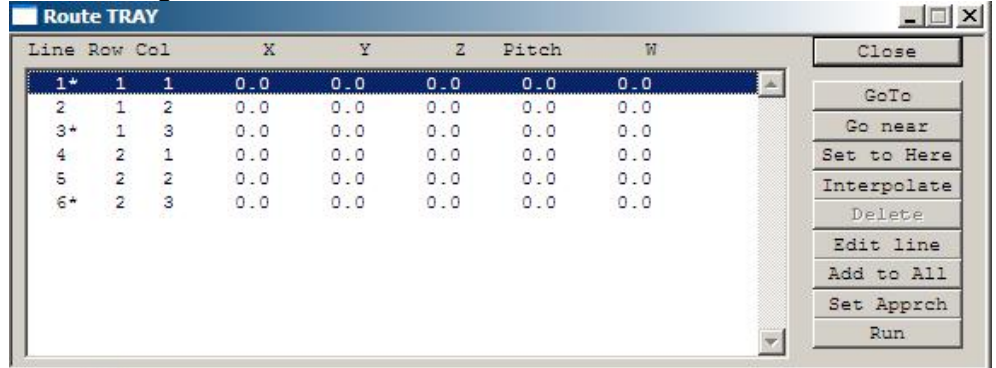 Route TRAY
Line Row Col X Y Z Pitch W
1* 1 1 0.0 0.0 0.0 0.0 0.0
2 1 2 0.0 0.0 0.0 0.0 0.0
3* 1 3 0.0 0.0 0.0 0.0 0.0
4 2 1 0.0 0.0 0.0 0.0 0.0
5 2 2 0.0 0.0 0.0 0.0 0.0
6* 2 3 0.0 0.0 0.0 0.0 0.0
Close
GoTo
Go near
Set to Here
Interpolate
Delete
Edit line
Add to All
Set Apprch
Run